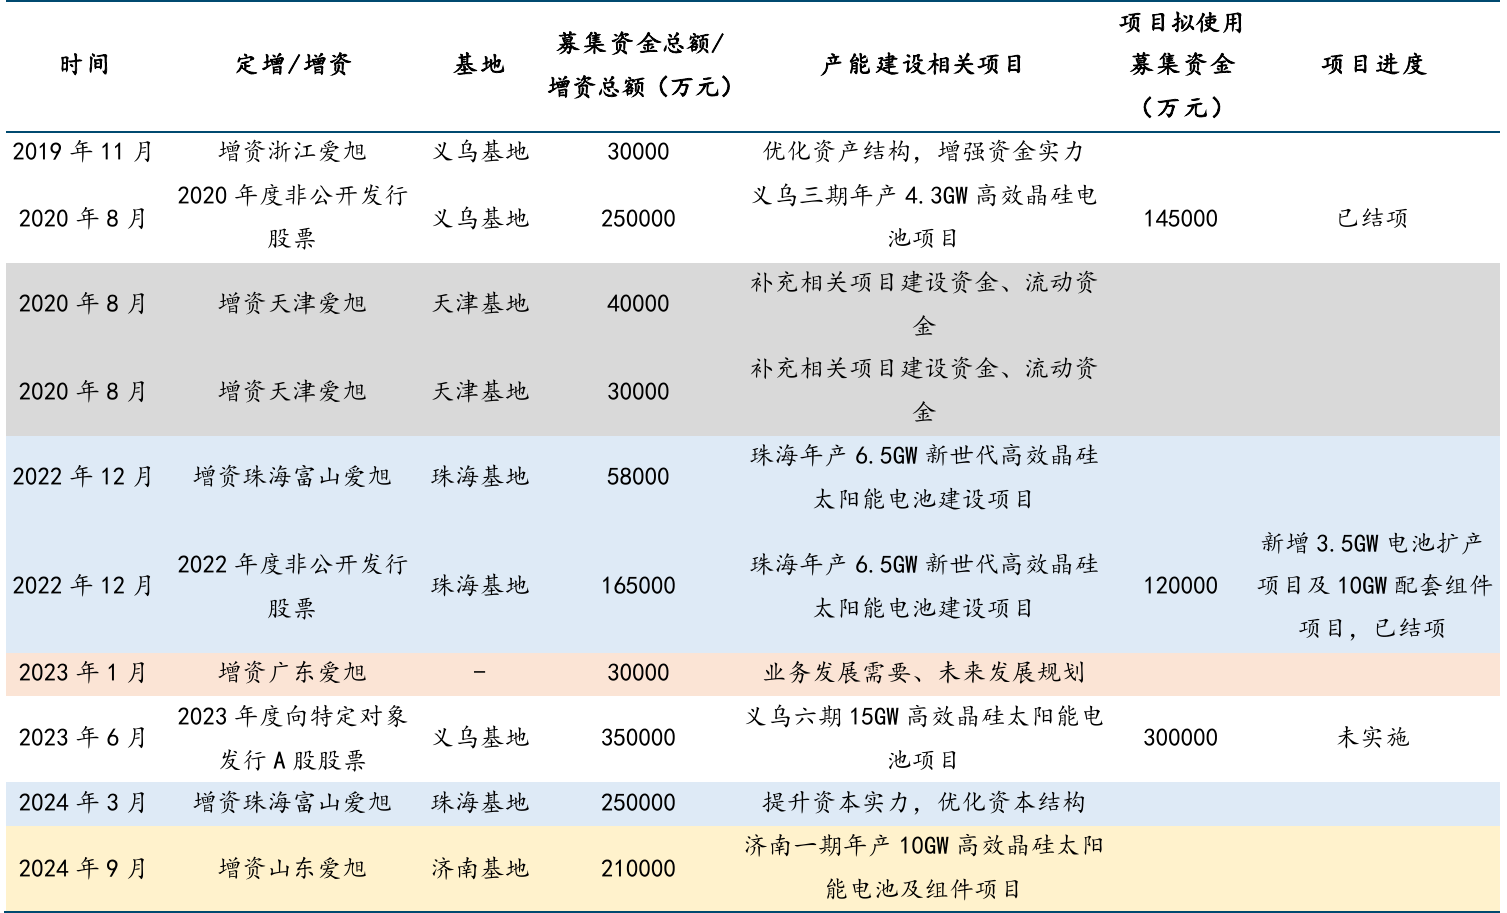 时间 定增/增资 基地 募集资金总额/增资总额（万元） 产能建设相关项目 项目拟使用募集资金（万元） 项目进度
2019 年 11 月 增资浙江爱旭 义乌基地 30000 优化资产结构，增强资金实力
2020 年 8 月 2020 年度非公开发行股票 义乌基地 250000 义乌三期年产 4.3GW 高效晶硅电池项目 145000 已结项
2020 年 8 月 增资天津爱旭 天津基地 40000 补充相关项目建设资金、流动资金
2020 年 8 月 增资天津爱旭 天津基地 30000 补充相关项目建设资金、流动资金
2022 年 12 月 增资珠海富山爱旭 珠海基地 58000 珠海年产 6.5GW 新世代高效晶硅太阳能电池建设项目
2022 年 12 月 2022 年度非公开发行股票 珠海基地 165000 珠海年产 6.5GW 新世代高效晶硅太阳能电池建设项目 120000 新增 3.5GW 电池扩产项目及 10GW 配套组件项目，已结项
2023 年 1 月 增资广东爱旭 - 30000 业务发展需要、未来发展规划
2023 年 6 月 2023 年度向特定对象发行 A 股股票 义乌基地 350000 义乌六期 15GW 高效晶硅太阳能电池项目 300000 未实施
2024 年 3 月 增资珠海富山爱旭 珠海基地 250000 提升资本实力，优化资本结构
2024 年 9 月 增资山东爱旭 济南基地 210000 济南一期年产 10GW 高效晶硅太阳能电池及组件项目